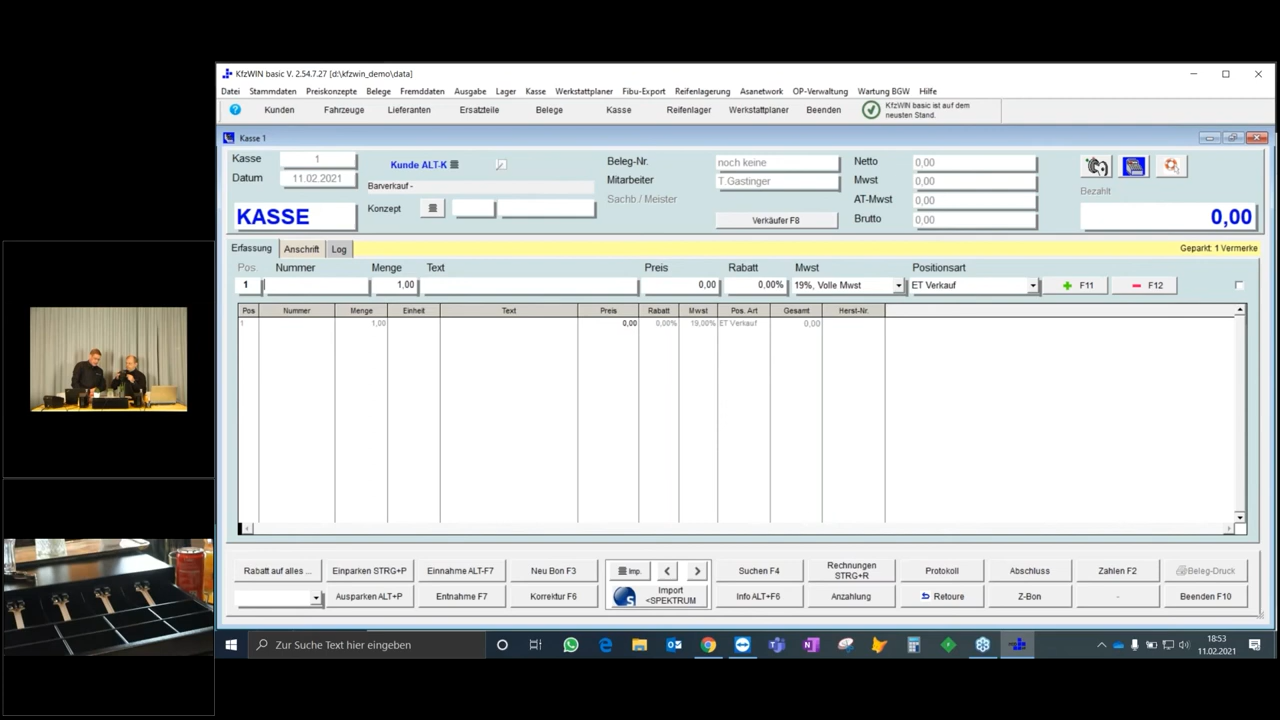 KfzWIN basic V. 2.54.7.27 [d:\kfzwin_demo\data]
Datei Stammdaten Preiskonzepte Belege Fremddaten Ausgabe Lager Kasse Werkstattplaner Fibu-Export Reifenlagerung Asanetwork OP-Verwaltung Wartung BGW Hilfe
Kunden Fahrzeuge Lieferanten Ersatzteile Belege Kasse Reifenlager Werkstattplaner Beenden KfzWIN basic ist auf dem
neusten Stand.
Kasse 1
Kasse 1 Kunde ALT-K Beleg-Nr. noch keine Netto 0,00
Datum 11.02.2021 Barverkauf - Mitarbeiter T.Gastinger Mwst 0,00 Bezahlt
Konzept Sachb./ Meister AT-Mwst 0,00
KASSE Verkäufer F8 Brutto 0,00 0,00
Erfassung Anschrift Log Geparkt: 1 Vermerke
Pos. Nummer Menge Text Preis Rabatt Mwst Positionsart
1 1,00 0,00 0,00% 19%, Volle Mwst ET Verkauf + F11 - F12
Pos Nummer Menge Einheit Text Preis Rabatt Mwst Pos. Art Gesamt Herst-Nr.
1 1,00 0,00 0,00% 19,00% ET Verkauf 0,00
Rabatt auf alles ... Einparken STRG+P Einnahme ALT-F7 Neu Bon F3 Imp. < > Suchen F4 Rechnungen
STRG+R Protokoll Abschluss Zahlen F2 Beleg-Druck
Ausparken ALT+P Entnahme F7 Korrektur F6 Import
<SPEKTRUM Info ALT+F6 Anzahlung Retoure Z-Bon - Beenden F10
Zur Suche Text hier eingeben 18:53
11.02.2021